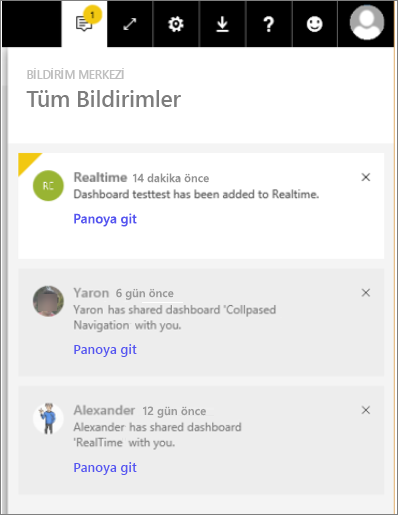 1
?
BİLDİRİM MERKEZİ
Tüm Bildirimler
RC
Realtime 14 dakika önce
Dashboard testtest has been added to Realtime.
Panoya git
Yaron 6 gün önce
Yaron has shared dashboard 'Collpased
Navigation with you.
Panoya git
Alexander 12 gün önce
Alexander has shared dashboard
'RealTime with you.
Panoya git